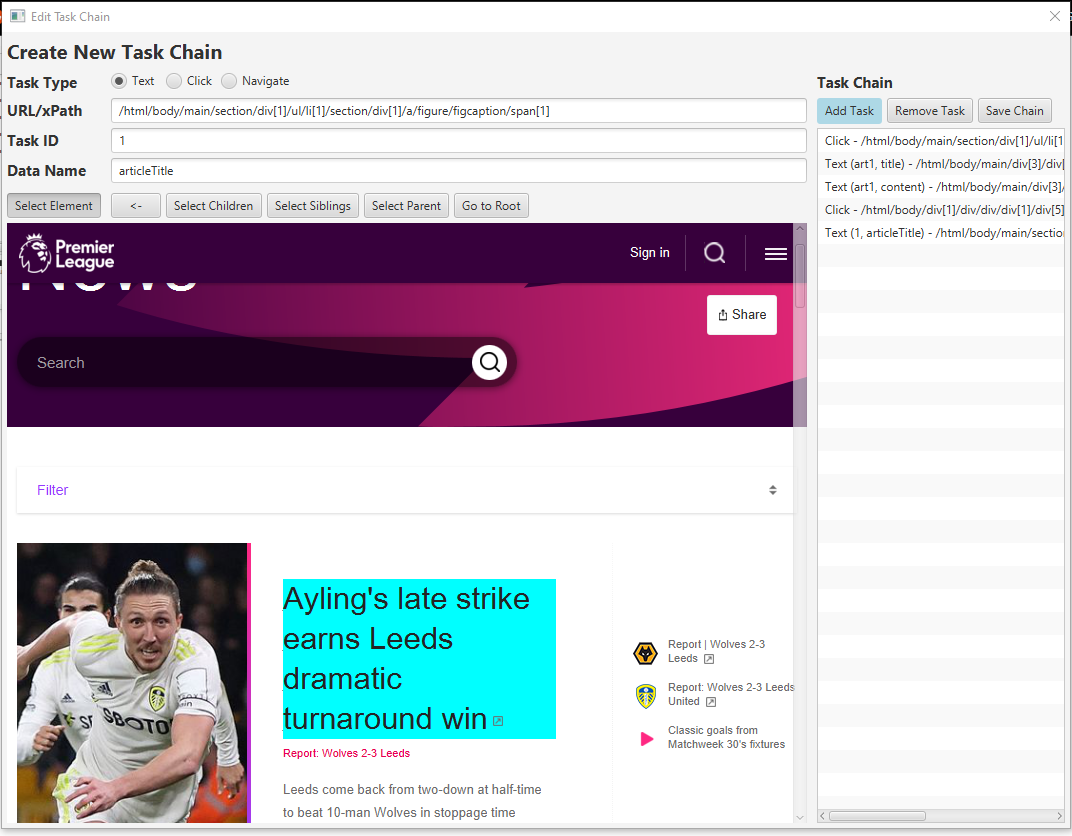 Edit Task Chain
Create New Task Chain
Task Type
Text
Click
Navigate
URL/xPath
/html/body/main/section/div[1]/ul/li[1]/section/div[1]/a/figure/figcaption/span[1]
Task ID
1
Data Name
articleTitle
Select Element
<-
Select Children
Select Siblings
Select Parent
Go to Root
Premier
League
Sign in
News
Share
Search
Filter
SBOTO
Ayling's late strike
earns Leeds
dramatic
turnaround win
Report: Wolves 2-3 Leeds
Leeds come back from two-down at half-time
to beat 10-man Wolves in stoppage time
Report | Wolves 2-3
Leeds
Report: Wolves 2-3 Leeds
United
Classic goals from
Matchweek 30's fixtures
Task Chain
Add Task
Remove Task
Save Chain
Click - /html/body/main/section/div[1]/ul/li[1
Text (art1, title) - /html/body/main/div[3]/div[
Text (art1, content) - /html/body/main/div[3]/
Click - /html/body/div[1]/div/div/div[1]/div[5]
Text (1, articleTitle) - /html/body/main/sectio